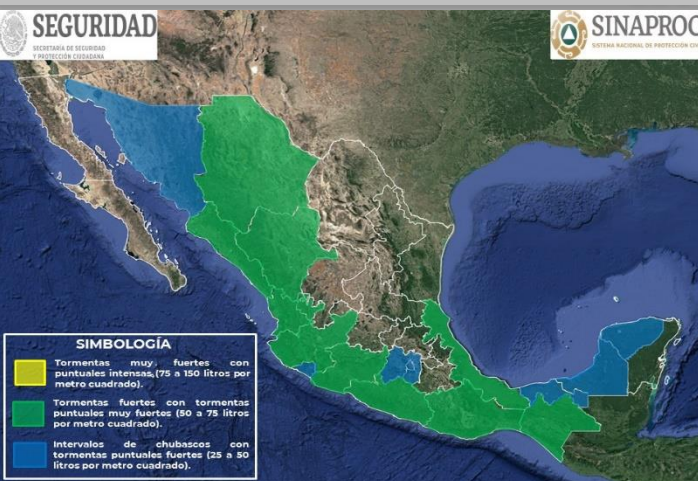 SEGURIDAD
SECRETARÍA DE SEGURIDAD
Y PROTECCIÓN CIUDADANA
SINAPROC
SISTEMA NACIONAL DE PROTECCIÓN CIV
SIMBOLOGÍA
Tormentas muy fuertes con
puntuales intensas (75 a 150 litros por
metro cuadrado).
Tormentas fuertes con tormentas
puntuales muy fuertes (50 a 75 litros
por metro cuadrado).
Intervalos de chubascos con
tormentas puntuales fuertes (25 a 50
litros por metro cuadrado).